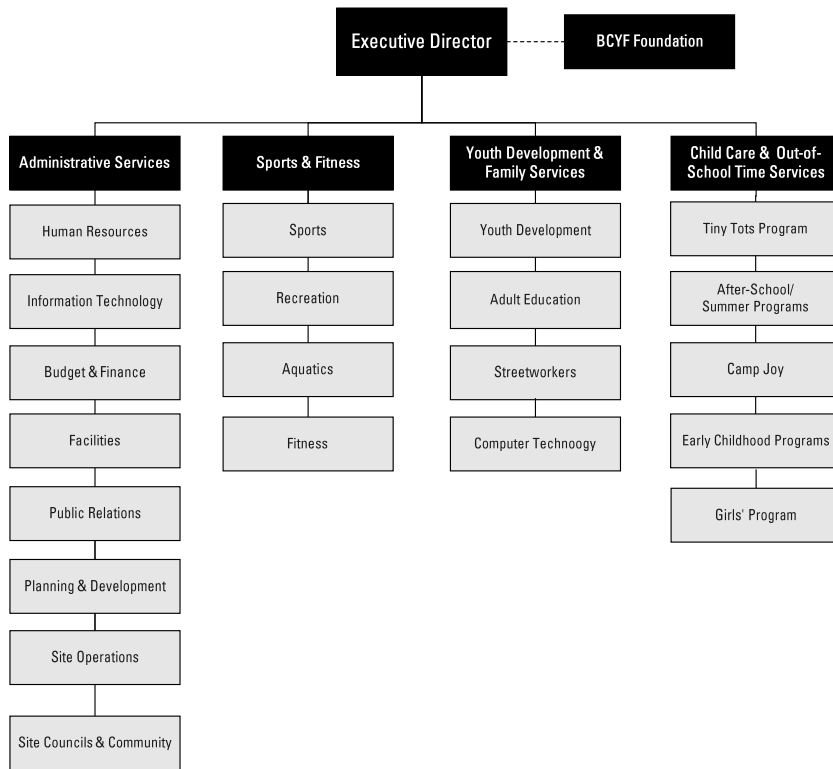 Executive Director
BCYF Foundation
Administrative Services
Human Resources
Information Technology
Budget & Finance
Facilities
Public Relations
Planning & Development
Site Operations
Site Councils & Community
Sports & Fitness
Sports
Recreation
Aquatics
Fitness
Youth Development &
Family Services
Youth Development
Adult Education
Streetworkers
Computer Technoogy
Child Care & Out-of-
School Time Services
Tiny Tots Program
After-School/
Summer Programs
Camp Joy
Early Childhood Programs
Girls' Program